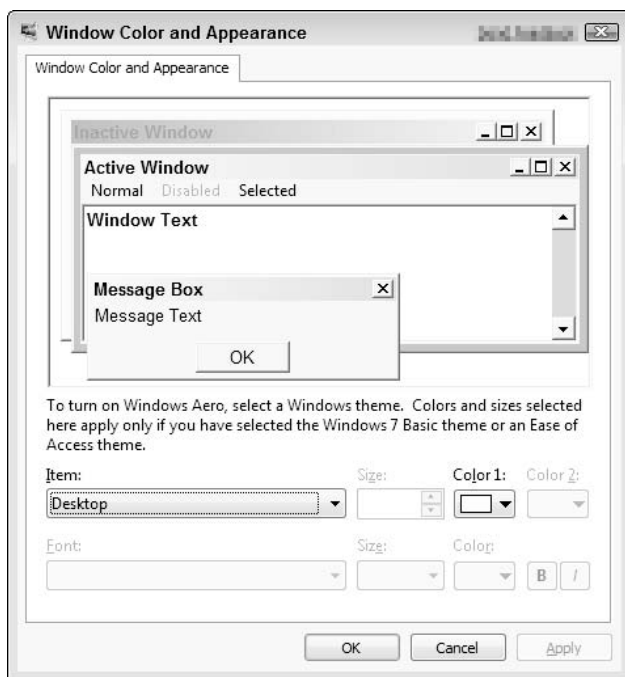 Window Color and Appearance
Window Color and Appearance
Inactive Window
Active Window
Normal Disabled Selected
Window Text
Message Box
Message Text
OK
To turn on Windows Aero, select a Windows theme. Colors and sizes selected
here apply only if you have selected the Windows 7 Basic theme or an Ease of
Access theme.
Item: Size: Color 1: Color 2:
Desktop
Font: Size: Color:
B I
OK Cancel Apply